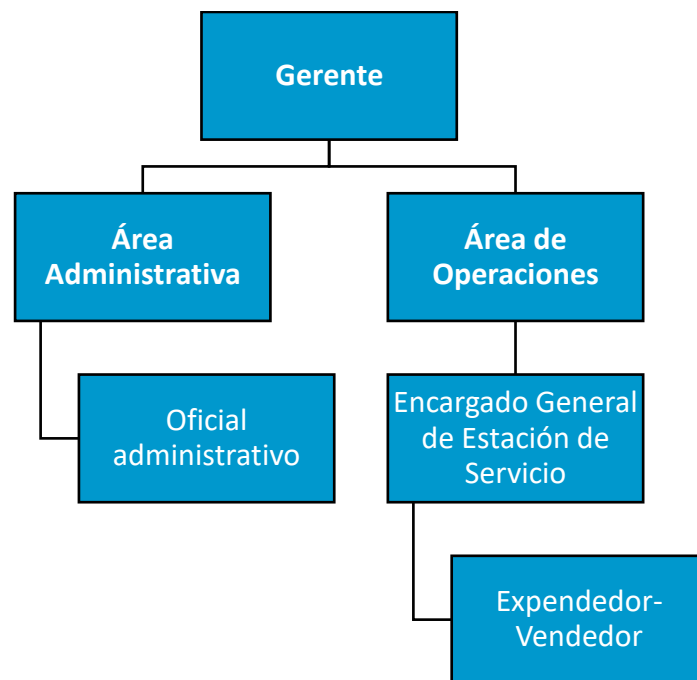 Gerente
Área
Administrativa
Área de
Operaciones
Oficial
administrativo
Encargado General
de Estación de
Servicio
Expendedor-
Vendedor